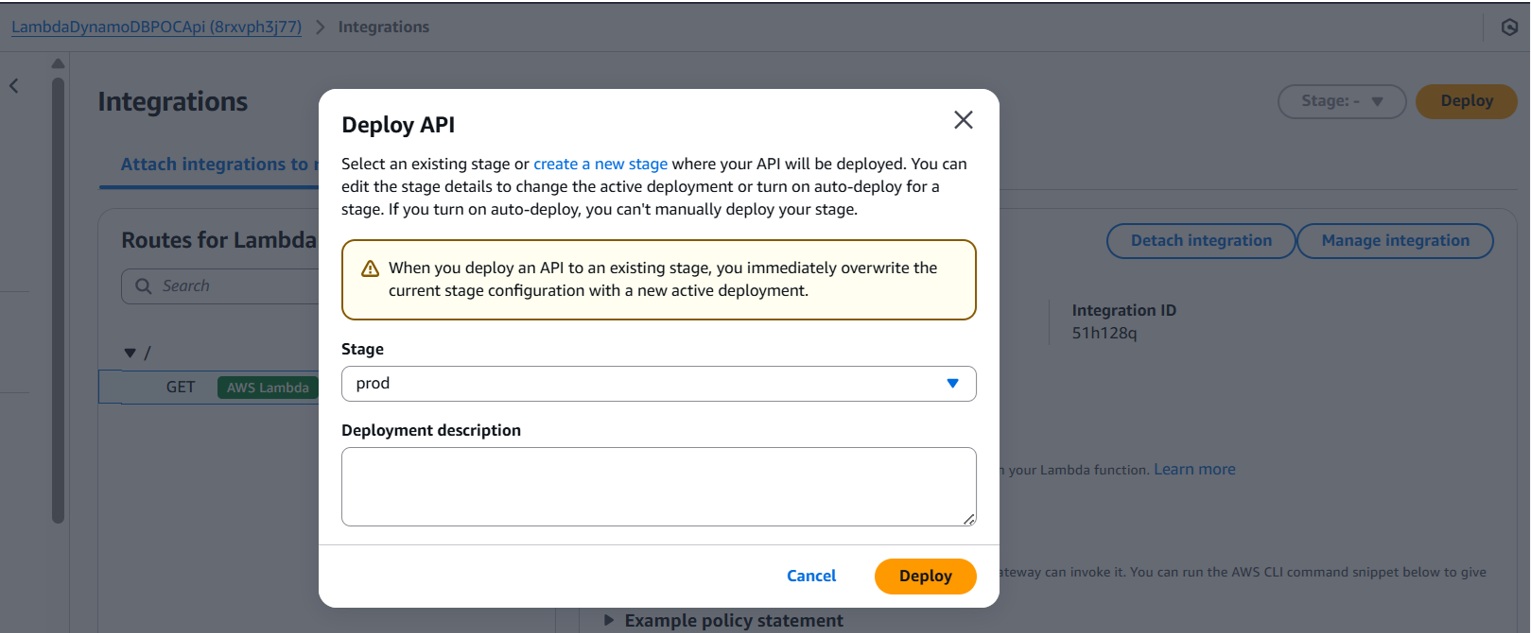 LambdaDynamoDBPOCApi (8rxvph3j77) > Integrations
Integrations
Stage: -
Deploy
Attach integrations to
Routes for Lambda
Search
/
GET AWS Lambda
Detach integration
Manage integration
Integration ID
51h128q
your Lambda function. Learn more
can invoke it. You can run the AWS CLI command snippet below to give
Example policy statement
Deploy API
Select an existing stage or create a new stage where your API will be deployed. You can
edit the stage details to change the active deployment or turn on auto-deploy for a
stage. If you turn on auto-deploy, you can't manually deploy your stage.
When you deploy an API to an existing stage, you immediately overwrite the
current stage configuration with a new active deployment.
Stage
prod
Deployment description
Cancel
Deploy